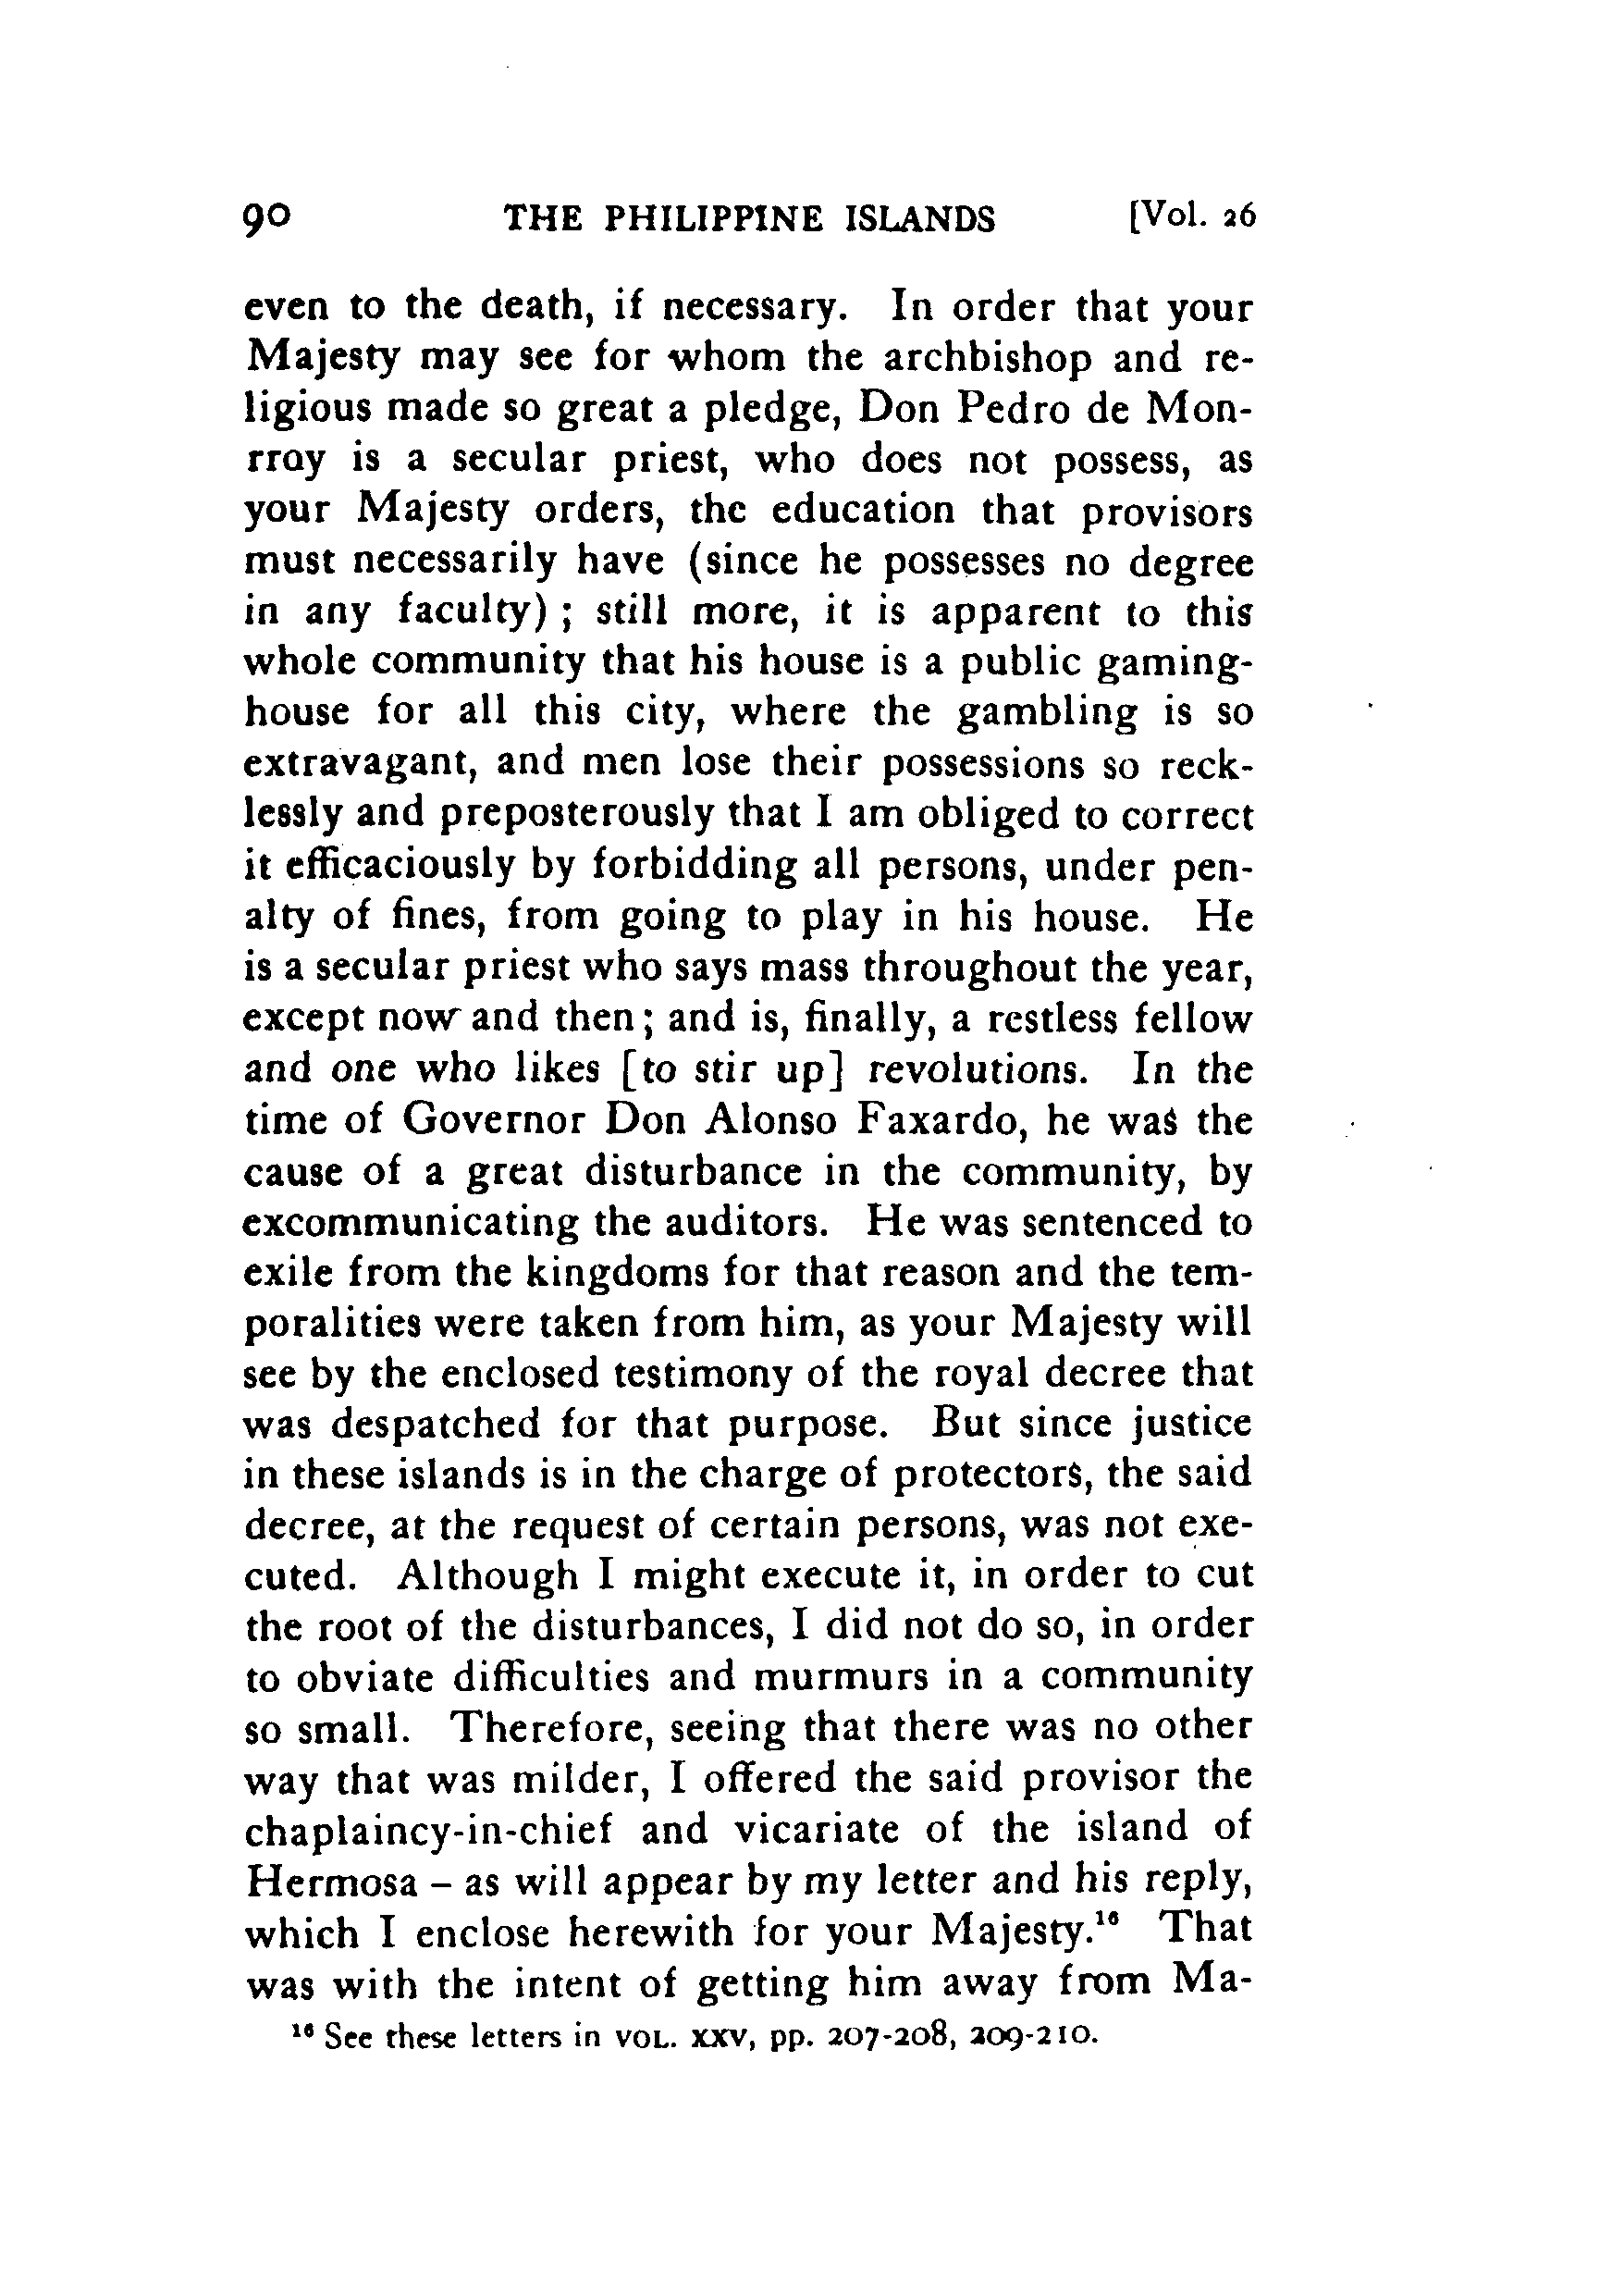 90 THE PHILIPPINE ISLANDS [Vol. 26
even to the death, if necessary. In order that your
Majesty may see for whom the archbishop and re-
ligious made so great a pledge, Don Pedro de Mon-
rroy is a secular priest, who does not possess, as
your Majesty orders, the education that provisors
must necessarily have (since he possesses no degree
in any faculty) ; still more, it is apparent to this
whole community that his house is a public gaming-
house for all this city, where the gambling is so
extravagant, and men lose their possessions so reck-
lessly and preposterously that I am obliged to correct
it efficaciously by forbidding all persons, under pen-
alty of fines, from going to play in his house. He
is a secular priest who says mass throughout the year,
except now and then; and is, finally, a restless fellow
and one who likes [to stir up] revolutions. In the
time of Governor Don Alonso Faxardo, he was the
cause of a great disturbance in the community, by
excommunicating the auditors. He was sentenced to
exile from the kingdoms for that reason and the tem-
poralities were taken from him, as your Majesty will
see by the enclosed testimony of the royal decree that
was despatched for that purpose. But since justice
in these islands is in the charge of protectors, the said
decree, at the request of certain persons, was not exe-
cuted. Although I might execute it, in order to cut
the root of the disturbances, I did not do so, in order
to obviate difficulties and murmurs in a community
so small. Therefore, seeing that there was no other
way that was milder, I offered the said provisor the
chaplaincy-in-chief and vicariate of the island of
Hermosa – as will appear by my letter and his reply,
which I enclose herewith for your Majesty.¹⁶ That
was with the intent of getting him away from Ma-
¹⁶ See these letters in VOL. XXV, pp. 207-208, 209-210.